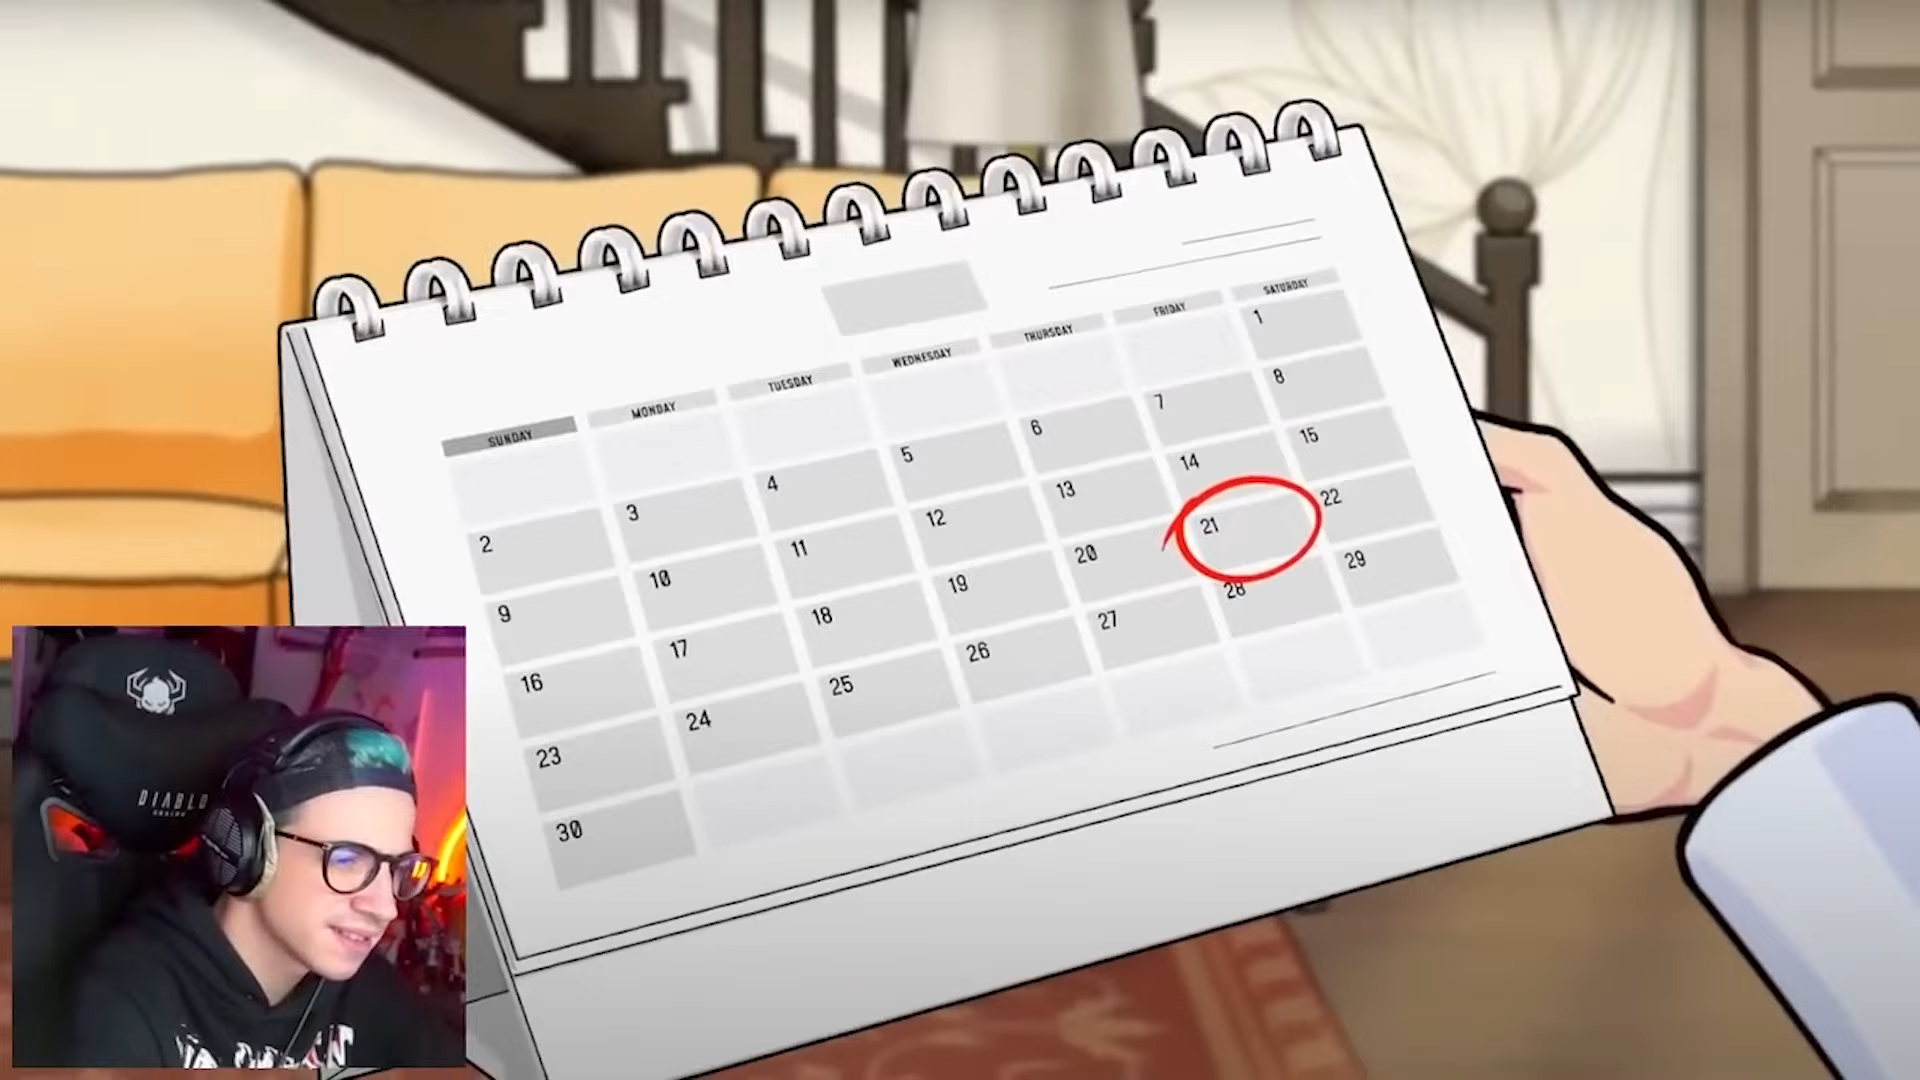 SUNDAY MONDAY TUESDAY WEDNESDAY THURSDAY FRIDAY SATURDAY
1
2 3 4 5 6 7 8
9 10 11 12 13 14 15
16 17 18 19 20 21 22
23 24 25 26 27 28 29
30
DIABLO